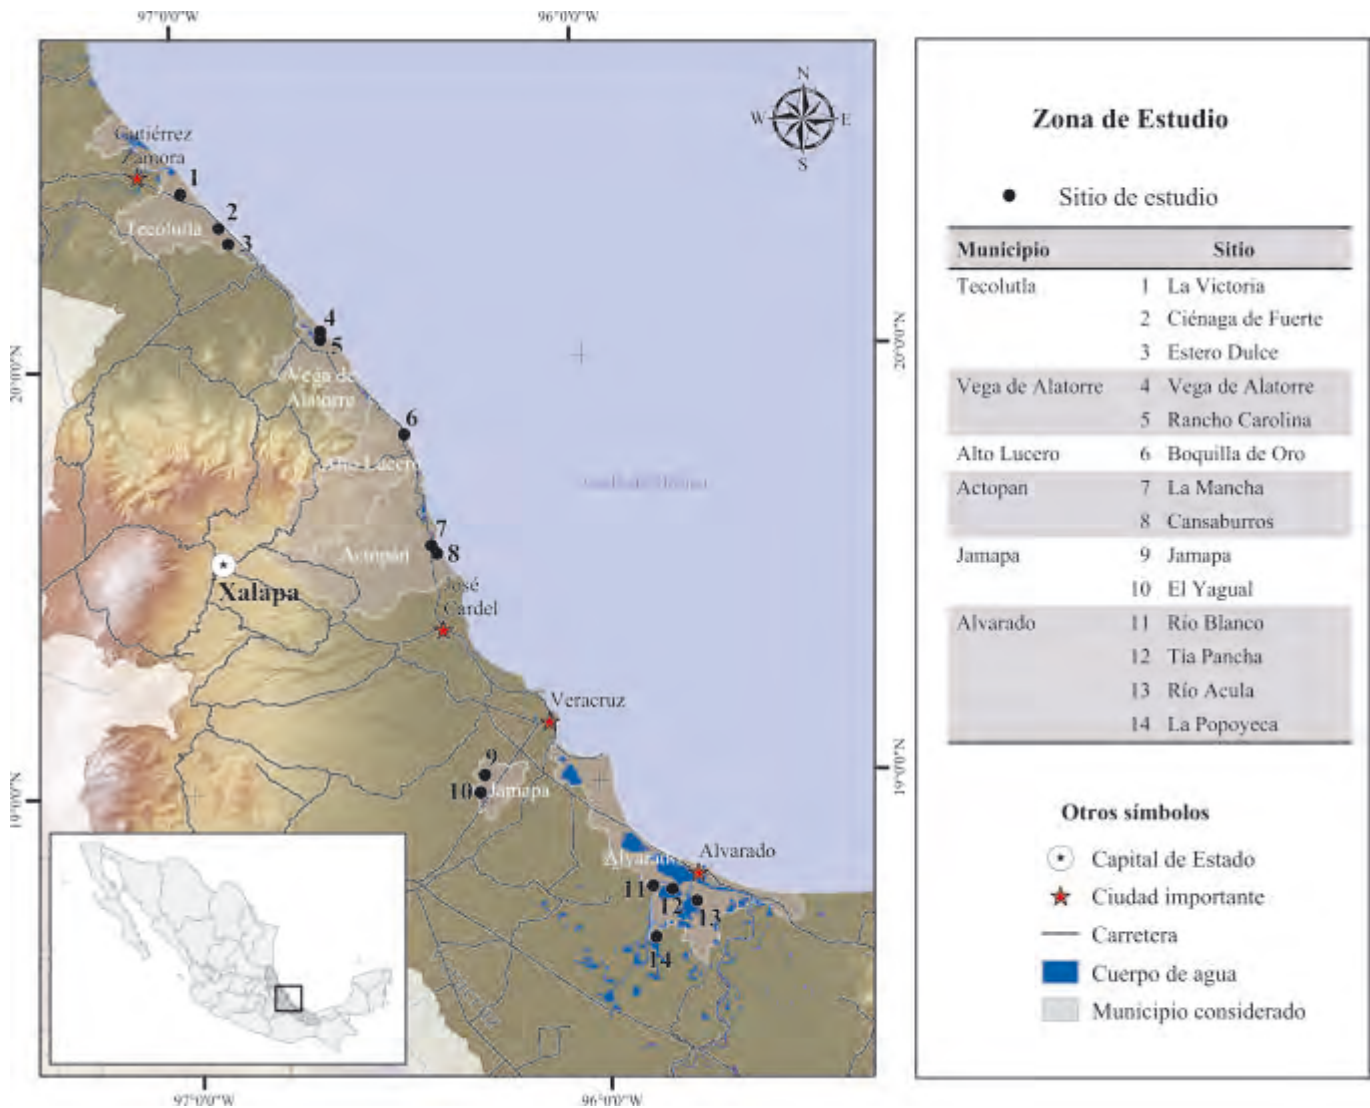 97°0'0"W 96°0'0"W
N
W E
S
Gutiérrez
Zamora
1
2
Tecolutla
3
4
5
20°0'0"N
20°0'0"N
Vega de
Alatorre
6
Alto Lucero
7
Actopan
8
Xalapa
José
Cardel
Veracruz
9
10 Jamapa
19°0'0"N
19°0'0"N
Alvarado
Alvarado
11
12
13
14
97°0'0"W 96°0'0"W
Zona de Estudio
Sitio de estudio
Municipio Sitio
Tecolutla 1 La Victoria
2 Ciénaga de Fuerte
3 Estero Dulce
Vega de Alatorre 4 Vega de Alatorre
5 Rancho Carolina
Alto Lucero 6 Boquilla de Oro
Actopan 7 La Mancha
8 Cansaburros
Jamapa 9 Jamapa
10 El Yagual
Alvarado 11 Río Blanco
12 Tía Pancha
13 Río Acula
14 La Popoyeca
Otros símbolos
Capital de Estado
Ciudad importante
Carretera
Cuerpo de agua
Municipio considerado